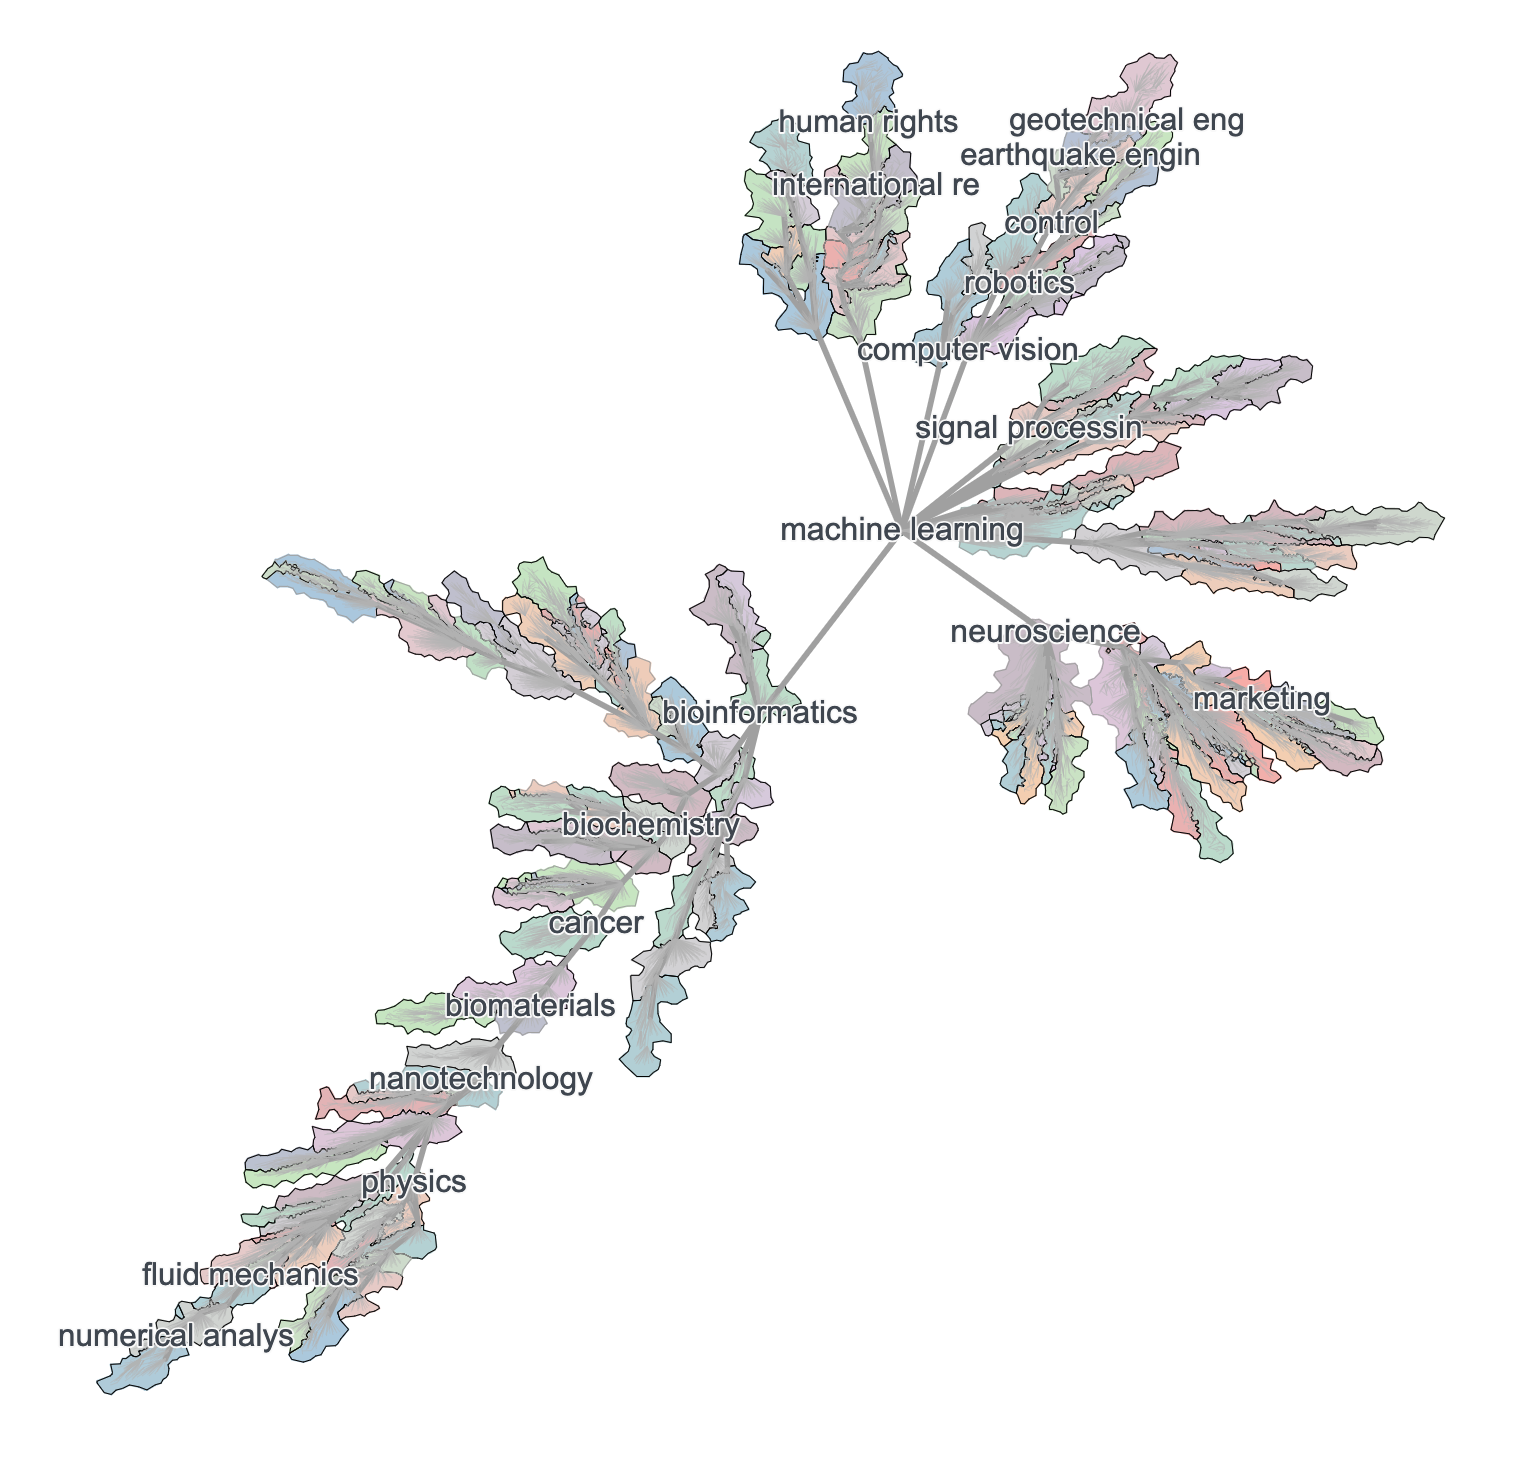 human rights
geotechnical eng
earthquake engin
international re
control
robotics
computer vision
signal processin
machine learning
neuroscience
marketing
bioinformatics
biochemistry
cancer
biomaterials
nanotechnology
physics
fluid mechanics
numerical analys